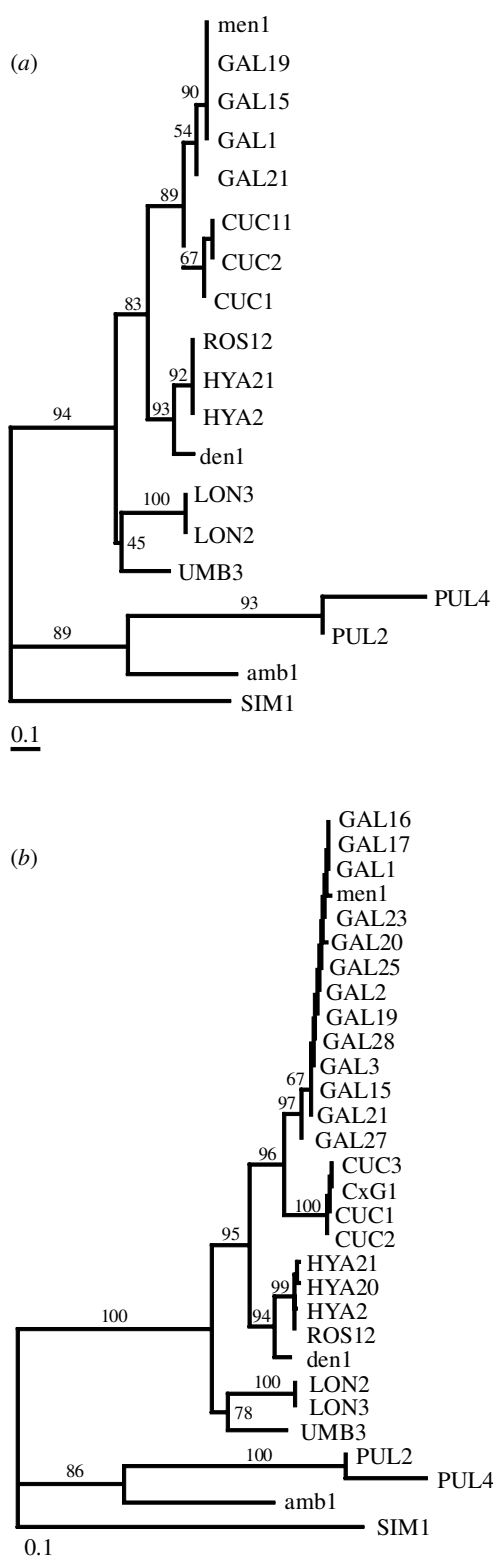 men1
(a)
GAL19
90
GAL15
54
GAL1
GAL21
89
CUC11
67
CUC2
CUC1
83
ROS12
92
HYA21
93
HYA2
94
den1
100
LON3
45
LON2
UMB3
93
PUL4
89
PUL2
amb1
SIM1
0.1
GAL16
(b)
GAL17
GAL1
men1
GAL23
GAL20
GAL25
GAL2
GAL19
GAL28
GAL3
67
GAL15
97
GAL21
GAL27
96
CUC3
CxG1
100
CUC1
CUC2
95
HYA21
99
HYA20
94
HYA2
ROS12
100
den1
100
LON2
78
LON3
UMB3
100
PUL2
86
PUL4
amb1
SIM1
0.1